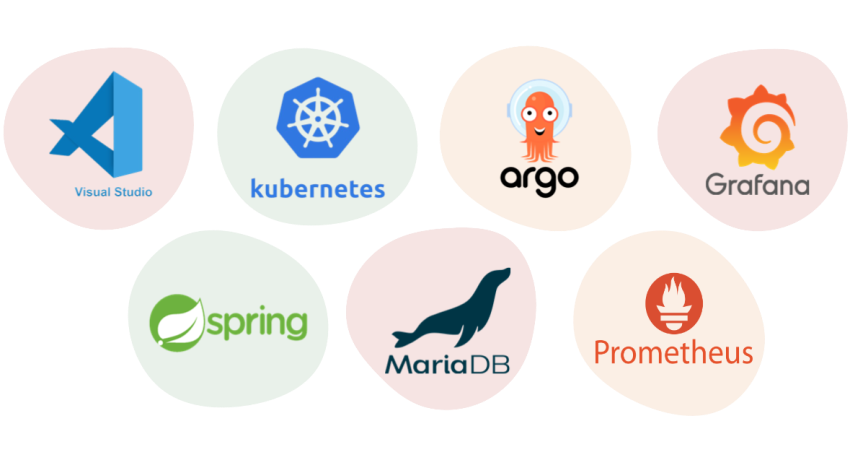 Visual Studio
kubernetes
argo
Grafana
spring
MariaDB
Prometheus